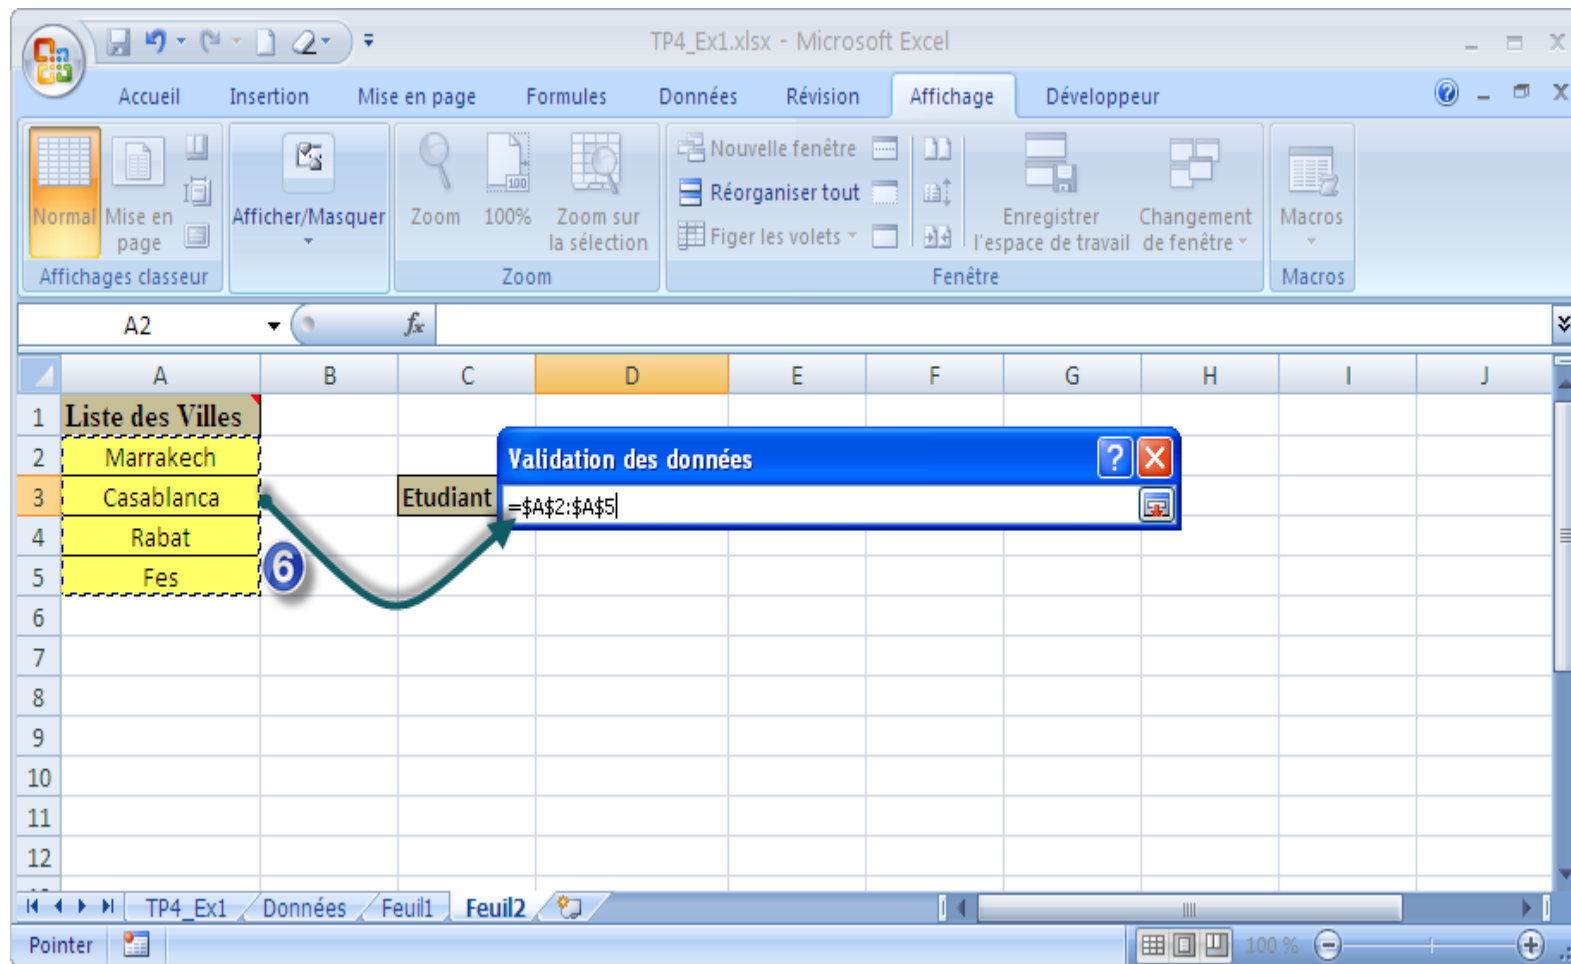 TP4_Ex1.xlsx - Microsoft Excel
Accueil Insertion Mise en page Formules Données Révision Affichage Développeur
Normal Mise en page Afficher/Masquer Zoom 100% Zoom sur la sélection
100
Nouvelle fenêtre
Réorganiser tout
Figer les volets
Enregistrer l'espace de travail Changement de fenêtre Macros
Affichages classeur Zoom Fenêtre Macros
A2 fx
A B C D E F G H I J
1 Liste des Villes
2 Marrakech
Validation des données ? X
3 Casablanca Etudiant =$A$2:$A$5
4 Rabat
5 Fes 6
6
7
8
9
10
11
12
TP4_Ex1 Données Feuil1 Feuil2
Pointer 100 %